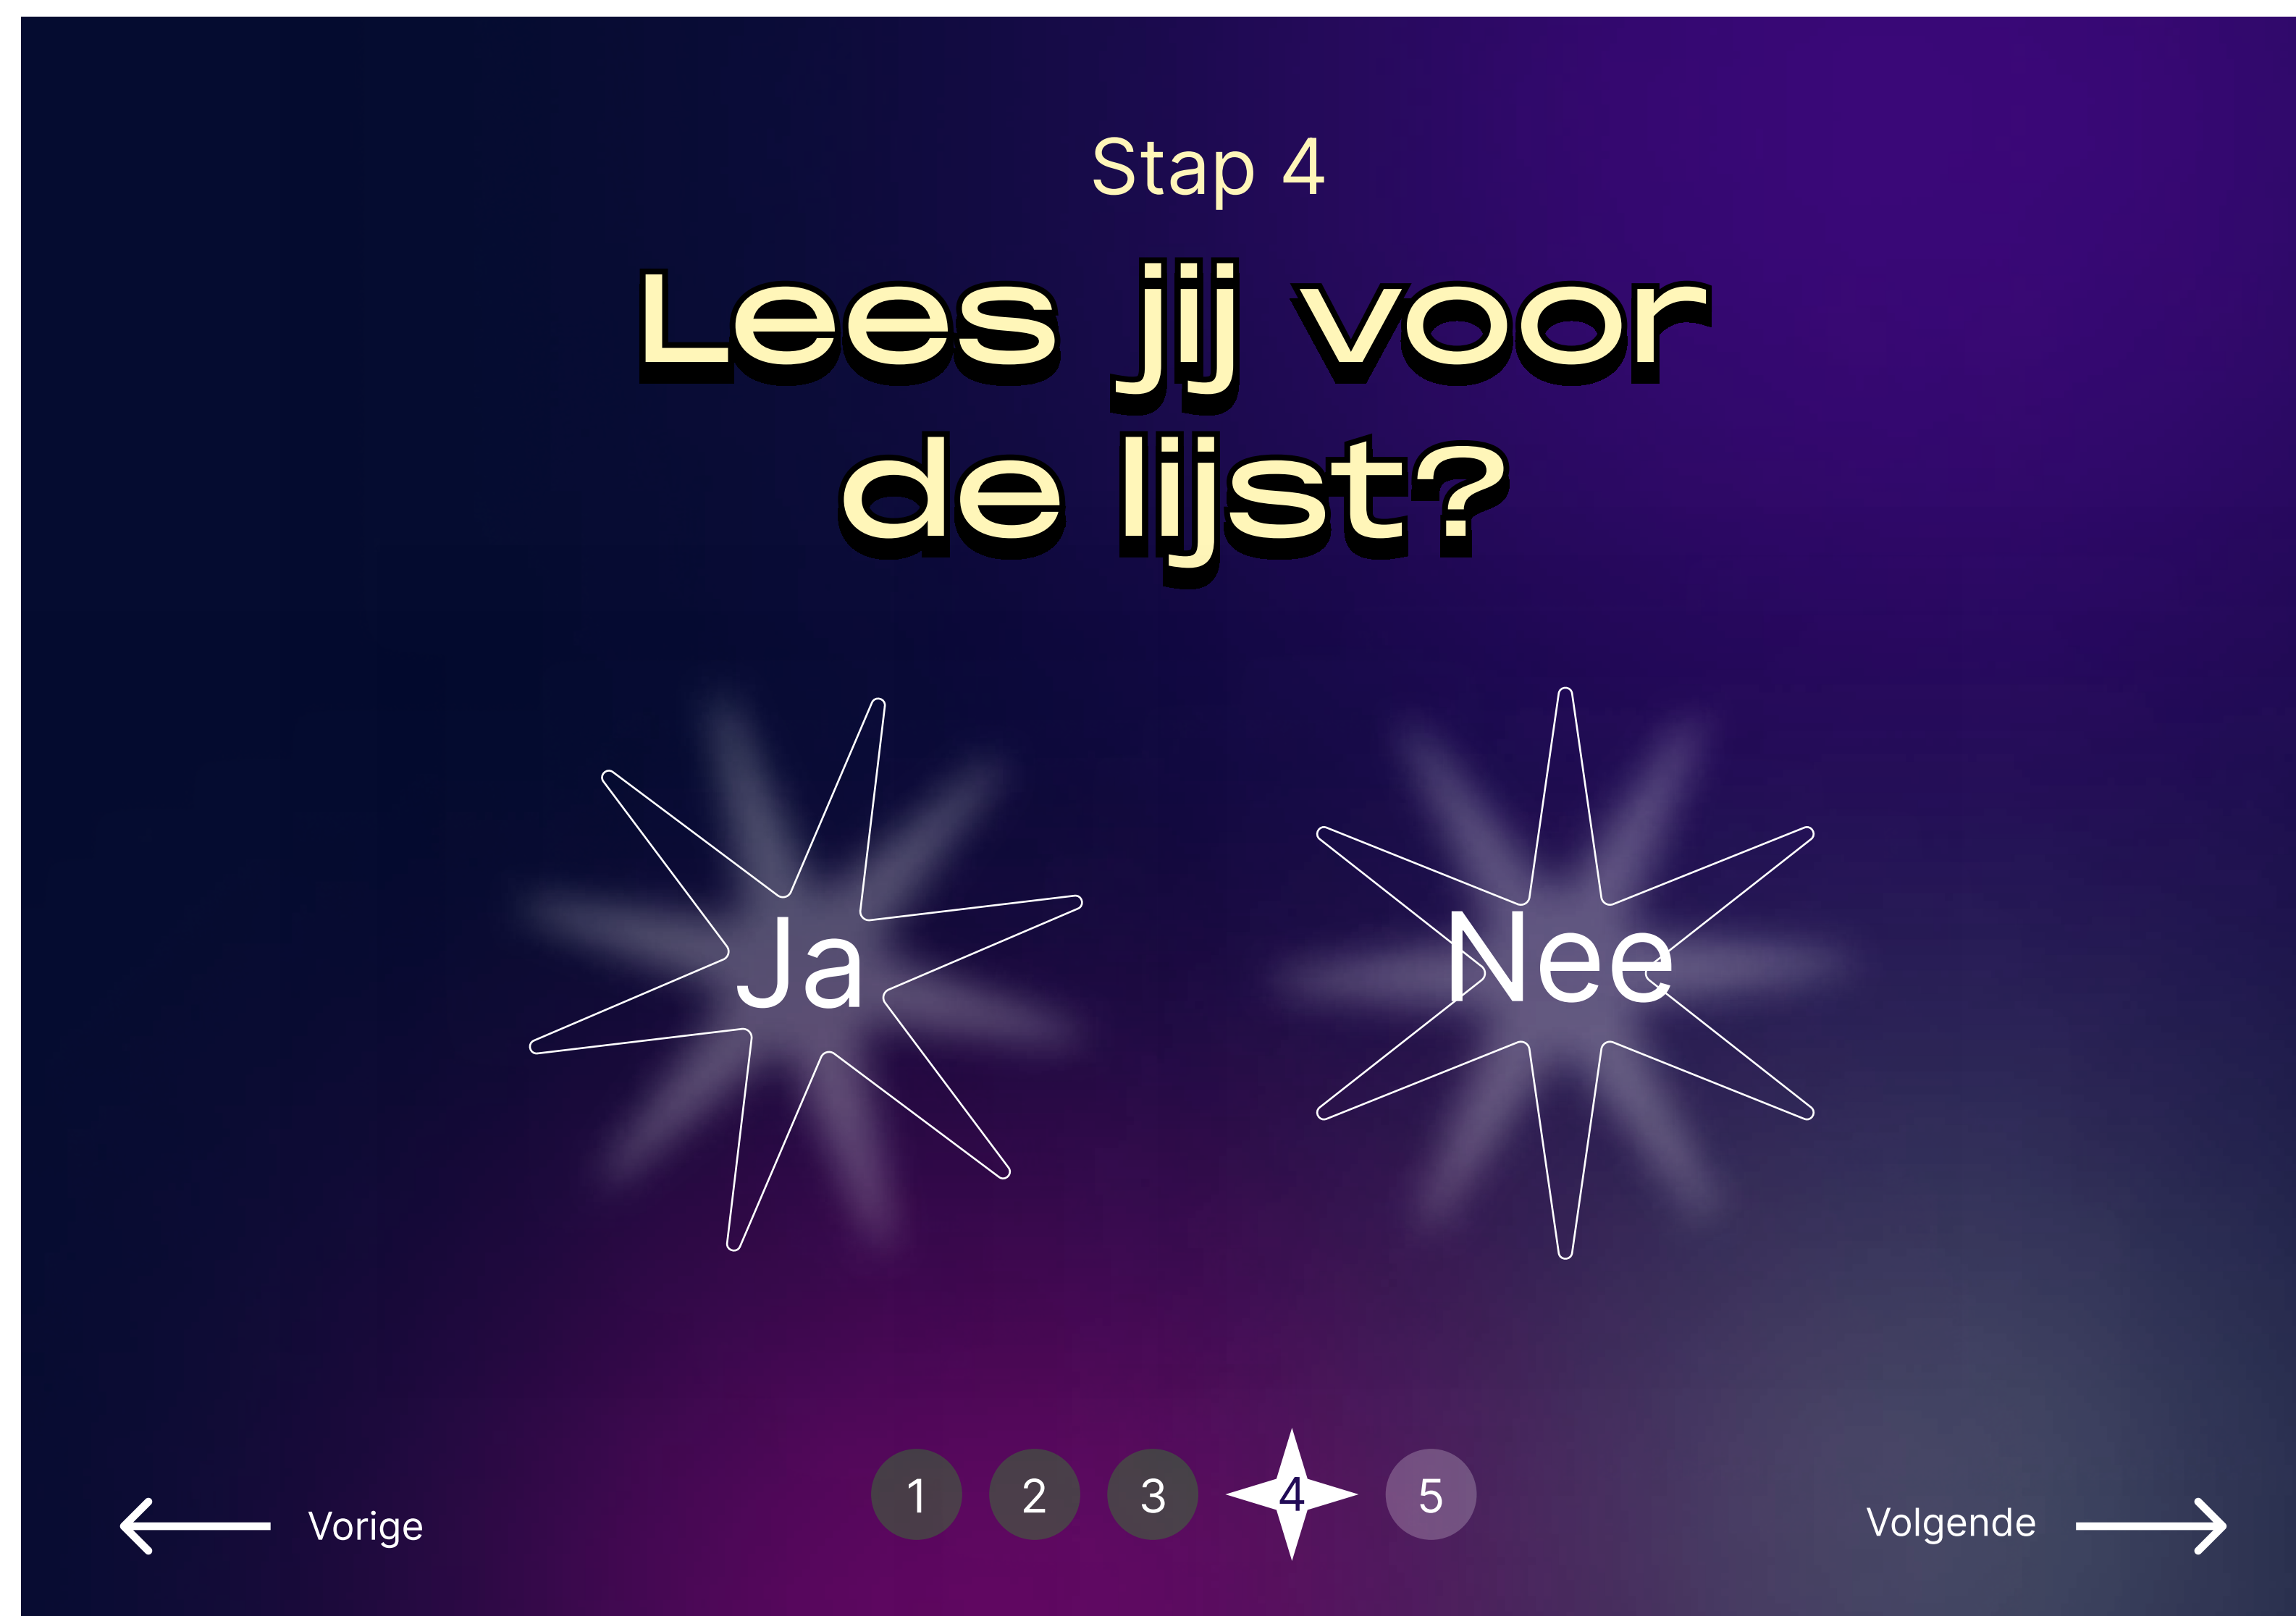 Stap 4
Lees jij voor
de lijst?
Ja
Nee
Vorige
1 2 3 4 5
Volgende